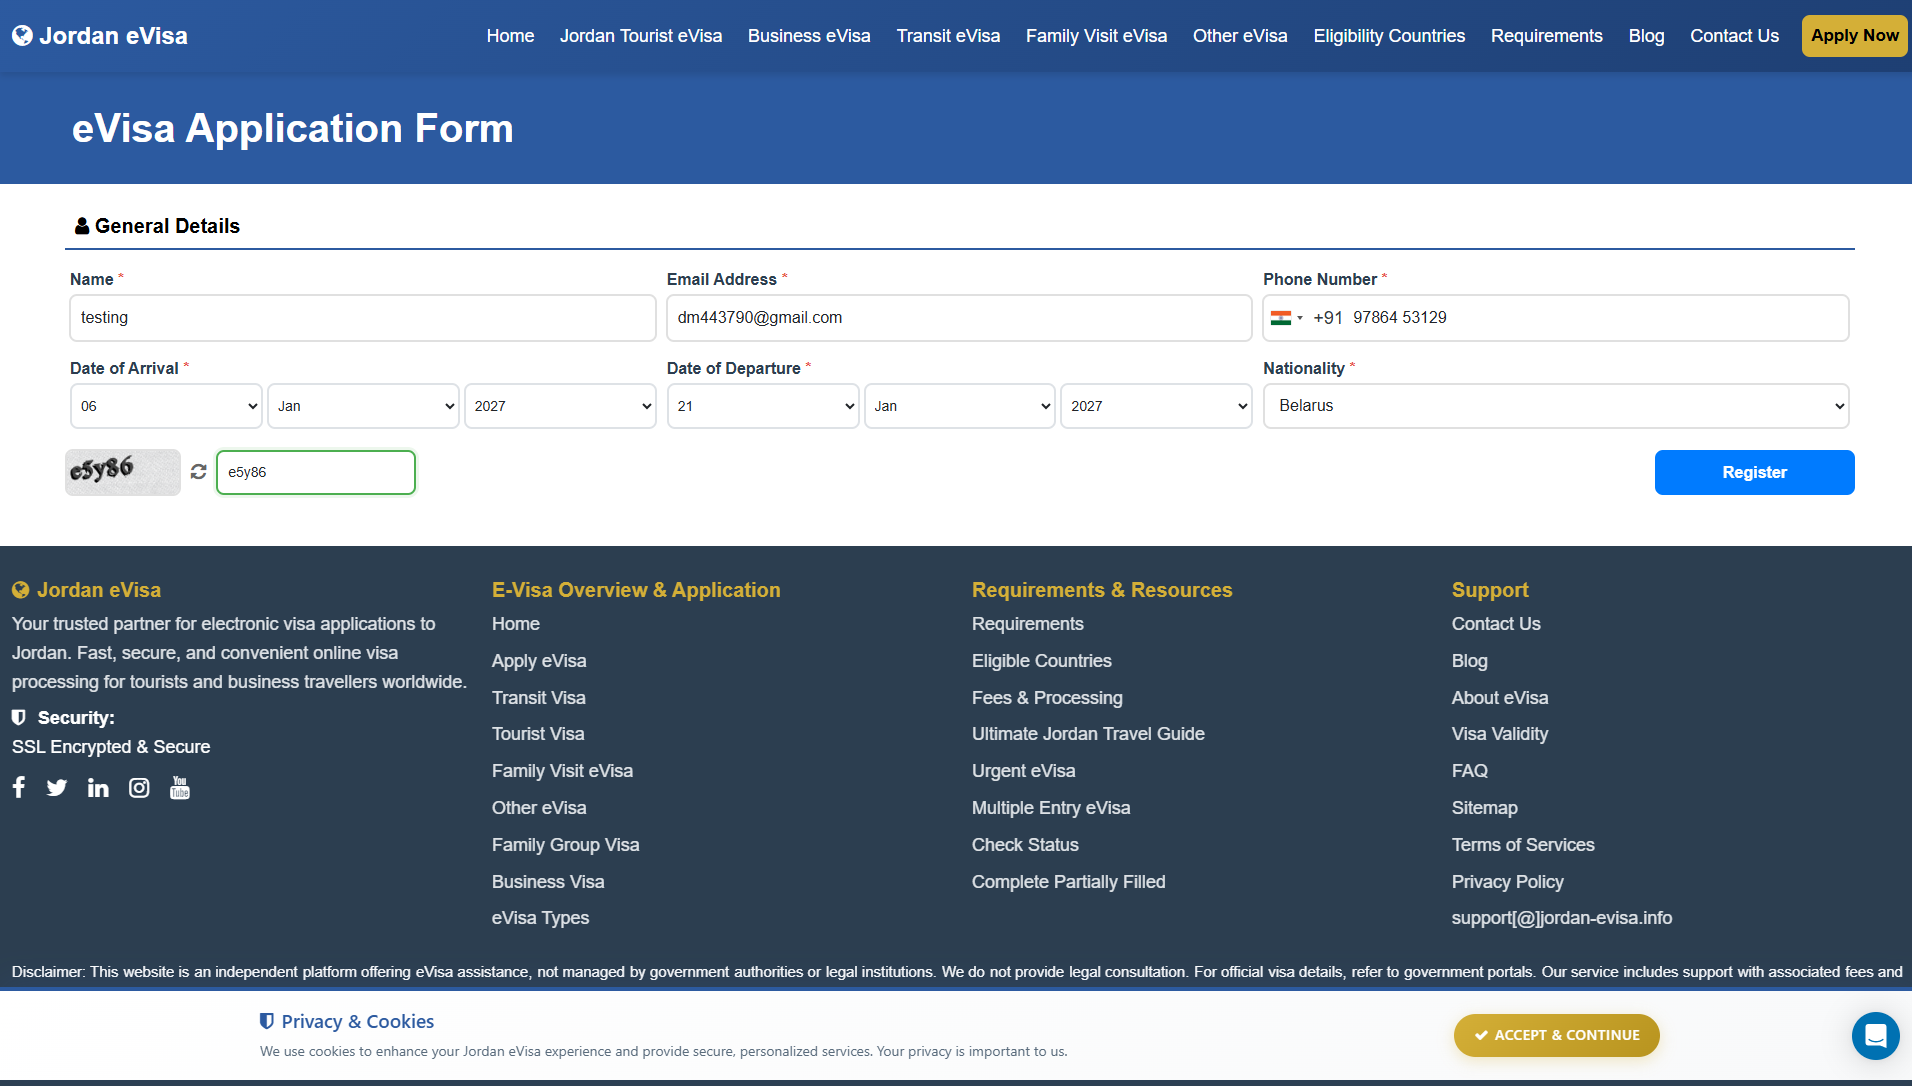 Jordan eVisa
Home Jordan Tourist eVisa Business eVisa Transit eVisa Family Visit eVisa Other eVisa Eligibility Countries Requirements Blog Contact Us Apply Now
eVisa Application Form
General Details
Name * Email Address * Phone Number *
testing dm443790@gmail.com +91 97864 53129
Date of Arrival * Date of Departure * Nationality *
06 Jan 2027 21 Jan 2027 Belarus
e5y86 e5y86 Register
Jordan eVisa
Your trusted partner for electronic visa applications to
Jordan. Fast, secure, and convenient online visa
processing for tourists and business travellers worldwide.
Security:
SSL Encrypted & Secure
You
Tube
E-Visa Overview & Application
Home
Apply eVisa
Transit Visa
Tourist Visa
Family Visit eVisa
Other eVisa
Family Group Visa
Business Visa
eVisa Types
Requirements & Resources
Requirements
Eligible Countries
Fees & Processing
Ultimate Jordan Travel Guide
Urgent eVisa
Multiple Entry eVisa
Check Status
Complete Partially Filled
Support
Contact Us
Blog
About eVisa
Visa Validity
FAQ
Sitemap
Terms of Services
Privacy Policy
support[@]jordan-evisa.info
Disclaimer: This website is an independent platform offering eVisa assistance, not managed by government authorities or legal institutions. We do not provide legal consultation. For official visa details, refer to government portals. Our service includes support with associated fees and
Privacy & Cookies
We use cookies to enhance your Jordan eVisa experience and provide secure, personalized services. Your privacy is important to us.
ACCEPT & CONTINUE